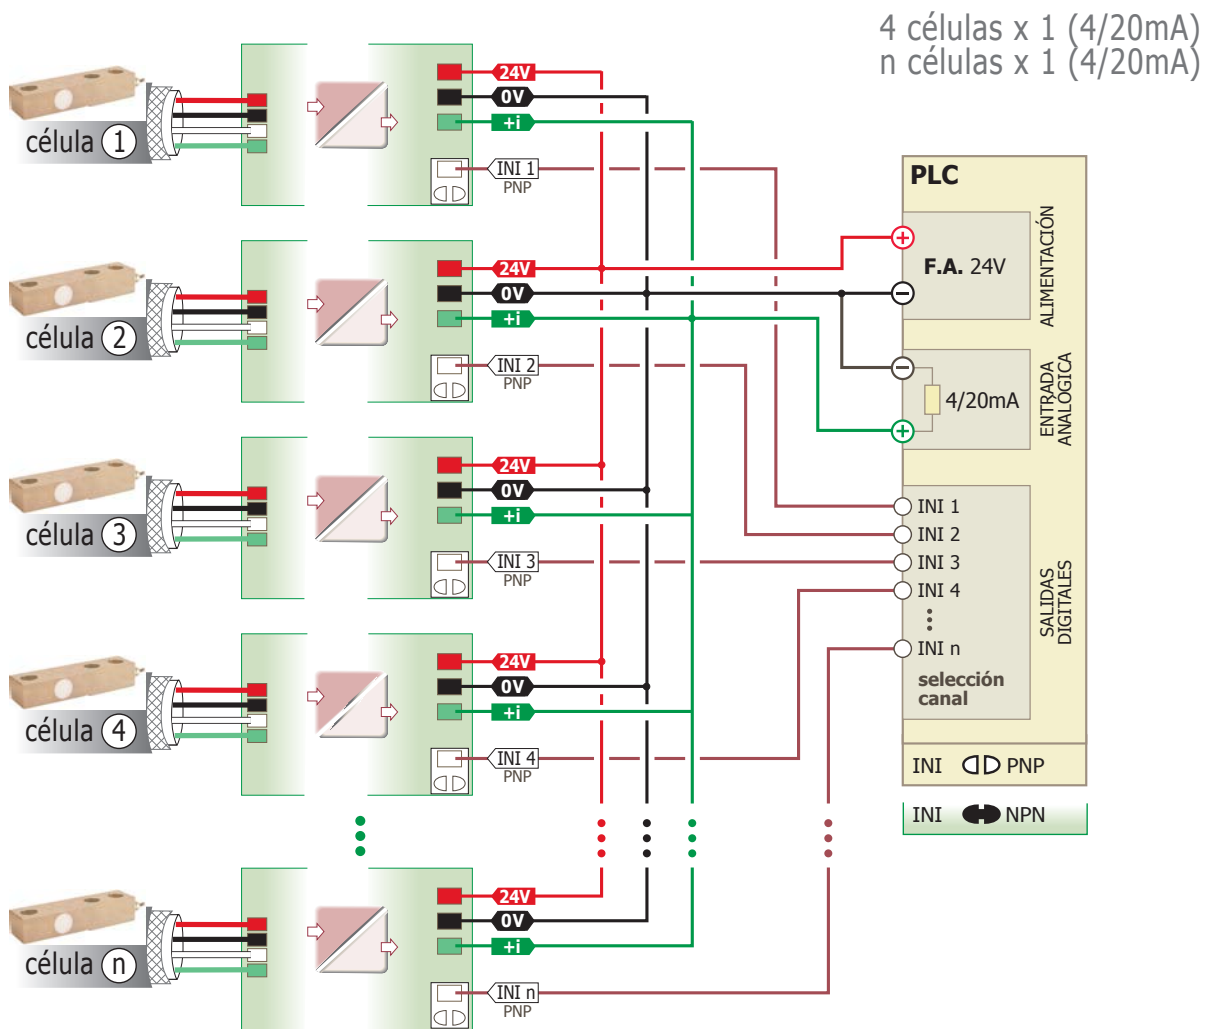 4 células x 1 (4/20mA)
n células x 1 (4/20mA)
célula 1
24V
0V
+i
INI 1
PNP
célula 2
24V
0V
+i
INI 2
PNP
célula 3
24V
0V
+i
INI 3
PNP
célula 4
24V
0V
+i
INI 4
PNP
célula n
24V
0V
+i
INI n
PNP
PLC
+
F.A. 24V
−
ALIMENTACIÓN
−
4/20mA
+
ENTRADA
ANALÓGICA
INI 1
INI 2
INI 3
INI 4
INI n
selección
canal
SALIDAS
DIGITALES
INI PNP
INI NPN